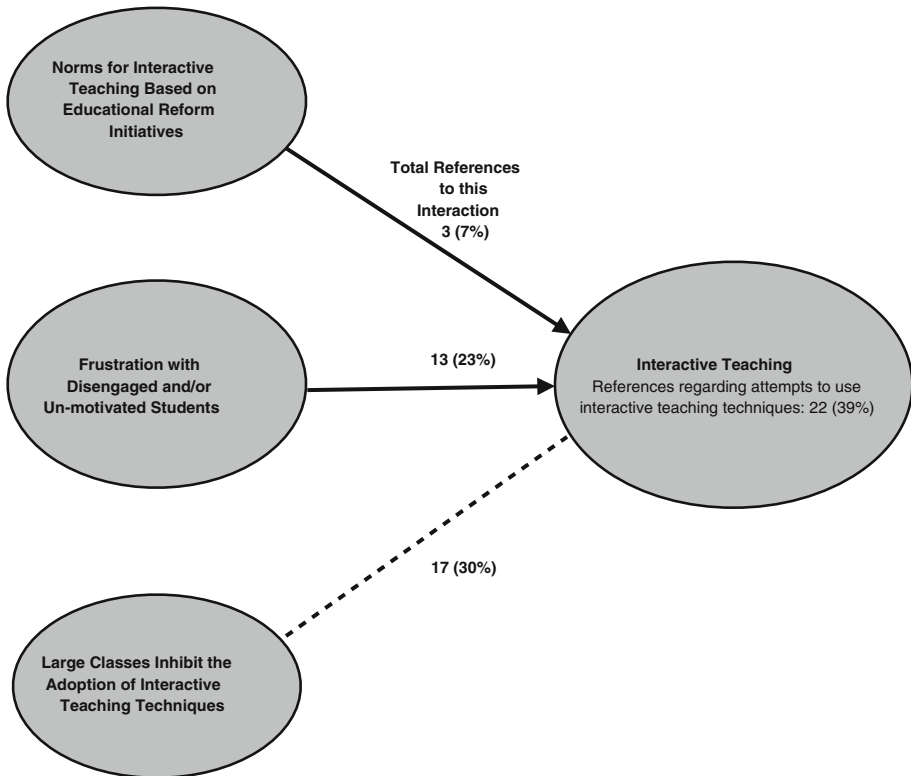 Norms for Interactive
Teaching Based on
Educational Reform
Initiatives
Total References
to this
Interaction
3 (7%)
Frustration with
Disengaged and/or
Un-motivated Students
13 (23%)
Interactive Teaching
References regarding attempts to use
interactive teaching techniques: 22 (39%)
17 (30%)
Large Classes Inhibit the
Adoption of Interactive
Teaching Techniques